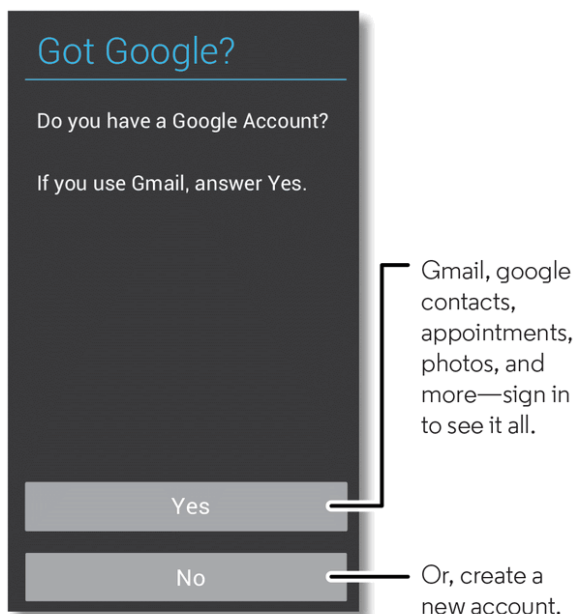 Got Google?
Do you have a Google Account?
If you use Gmail, answer Yes.
Gmail, google
contacts,
appointments,
photos, and
more—sign in
to see it all.
Yes
No
Or, create a
new account.